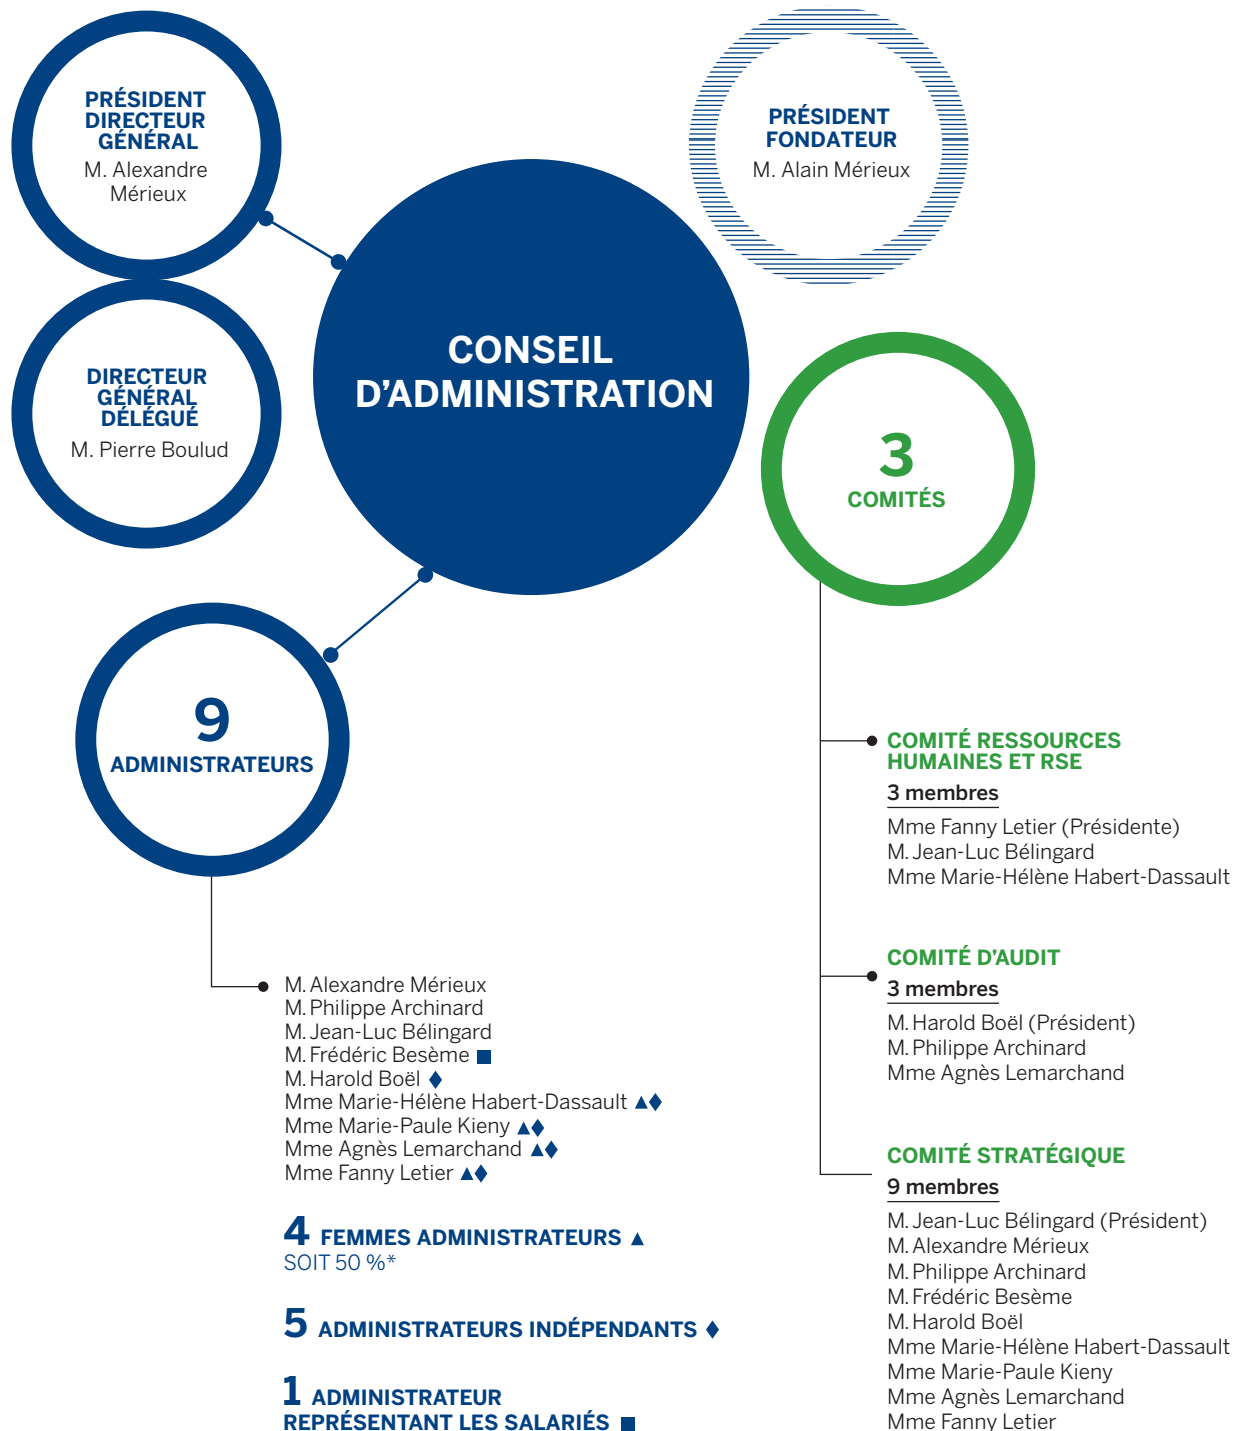 PRÉSIDENT
DIRECTEUR
GÉNÉRAL
M. Alexandre
Mérieux
PRÉSIDENT
FONDATEUR
M. Alain Mérieux
CONSEIL
D’ADMINISTRATION
DIRECTEUR
GÉNÉRAL
DÉLÉGUÉ
M. Pierre Boulud
3
COMITÉS
9
ADMINISTRATEURS
M. Alexandre Mérieux
M. Philippe Archinard
M. Jean-Luc Bélingard
M. Frédéric Besème ■
M. Harold Boël ♦
Mme Marie-Hélène Habert-Dassault ▲♦
Mme Marie-Paule Kieny ▲♦
Mme Agnès Lemarchand ▲♦
Mme Fanny Letier ▲♦
4 FEMMES ADMINISTRATEURS ▲
SOIT 50 %*
5 ADMINISTRATEURS INDÉPENDANTS ♦
1 ADMINISTRATEUR
REPRÉSENTANT LES SALARIÉS ■
COMITÉ RESSOURCES
HUMAINES ET RSE
3 membres
Mme Fanny Letier (Présidente)
M. Jean-Luc Bélingard
Mme Marie-Hélène Habert-Dassault
COMITÉ D’AUDIT
3 membres
M. Harold Boël (Président)
M. Philippe Archinard
Mme Agnès Lemarchand
COMITÉ STRATÉGIQUE
9 membres
M. Jean-Luc Bélingard (Président)
M. Alexandre Mérieux
M. Philippe Archinard
M. Frédéric Besème
M. Harold Boël
Mme Marie-Hélène Habert-Dassault
Mme Marie-Paule Kieny
Mme Agnès Lemarchand
Mme Fanny Letier